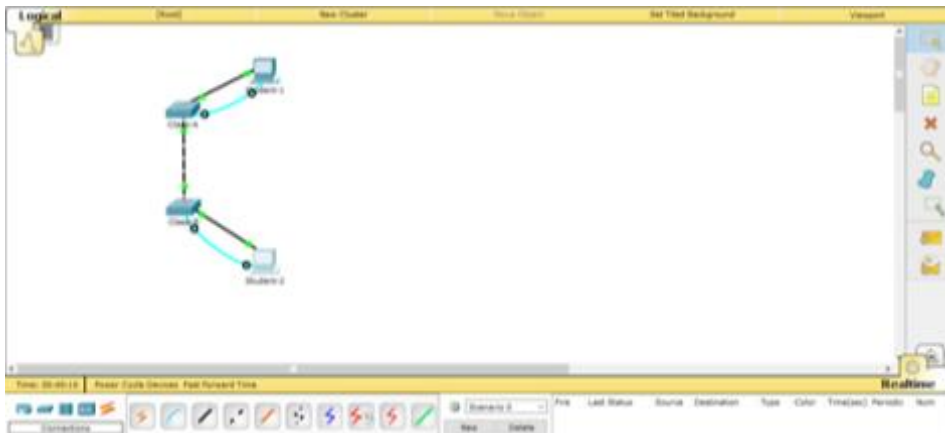 Logical [Root] New Cluster Move Object Set Tiled Background Viewport
Student-1
Student-2
Time: 00:00:16 Power Cycle Devices Fast Forward Time Realtime
Connections
Scenario 0
New Delete
Fire Last Status Source Destination Type Color Time(sec) Periodic Num